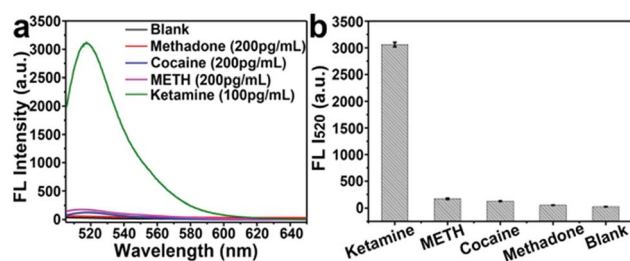 a
3500
3000
2500
2000
1500
1000
500
0
FL Intensity (a.u.)
Blank
Methadone (200pg/mL)
Cocaine (200pg/mL)
METH (200pg/mL)
Ketamine (100pg/mL)
520 540 560 580 600 620 640
Wavelength (nm)
b
3500
3000
2500
2000
1500
1000
500
0
FL I520 (a.u.)
Ketamine
METH
Cocaine
Methadone
Blank